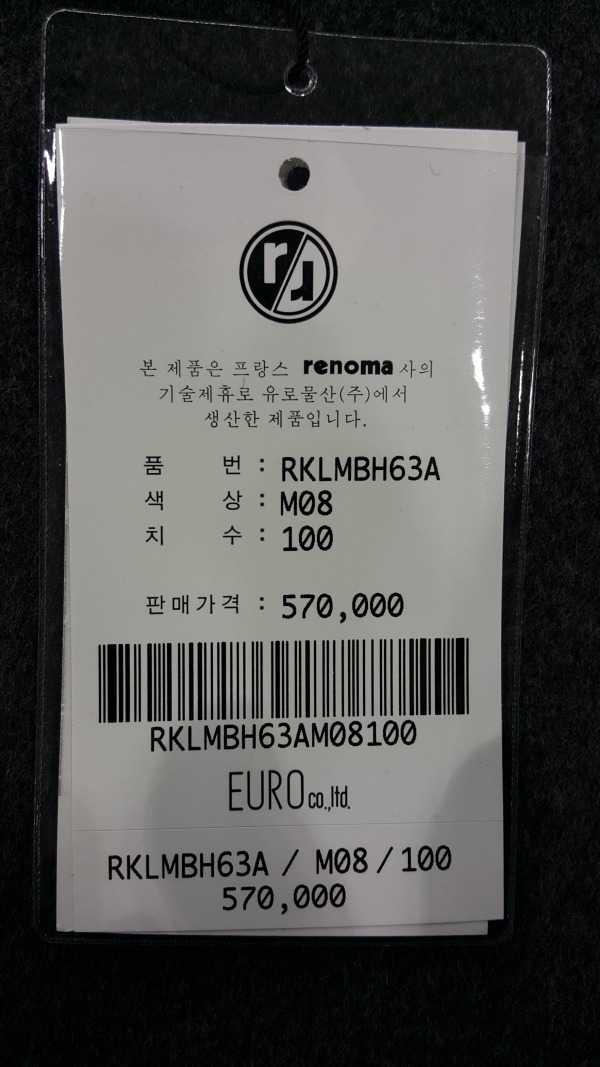 본 제품은 프랑스 renoma 사의
기술제휴로 유로물산(주)에서
생산한 제품입니다.
품 번 : RKLMBH63A
색 상 : M08
치 수 : 100
판매가격 : 570,000
RKLMBH63AM08100
EURO co.,ltd.
RKLMBH63A / M08 / 100
570,000